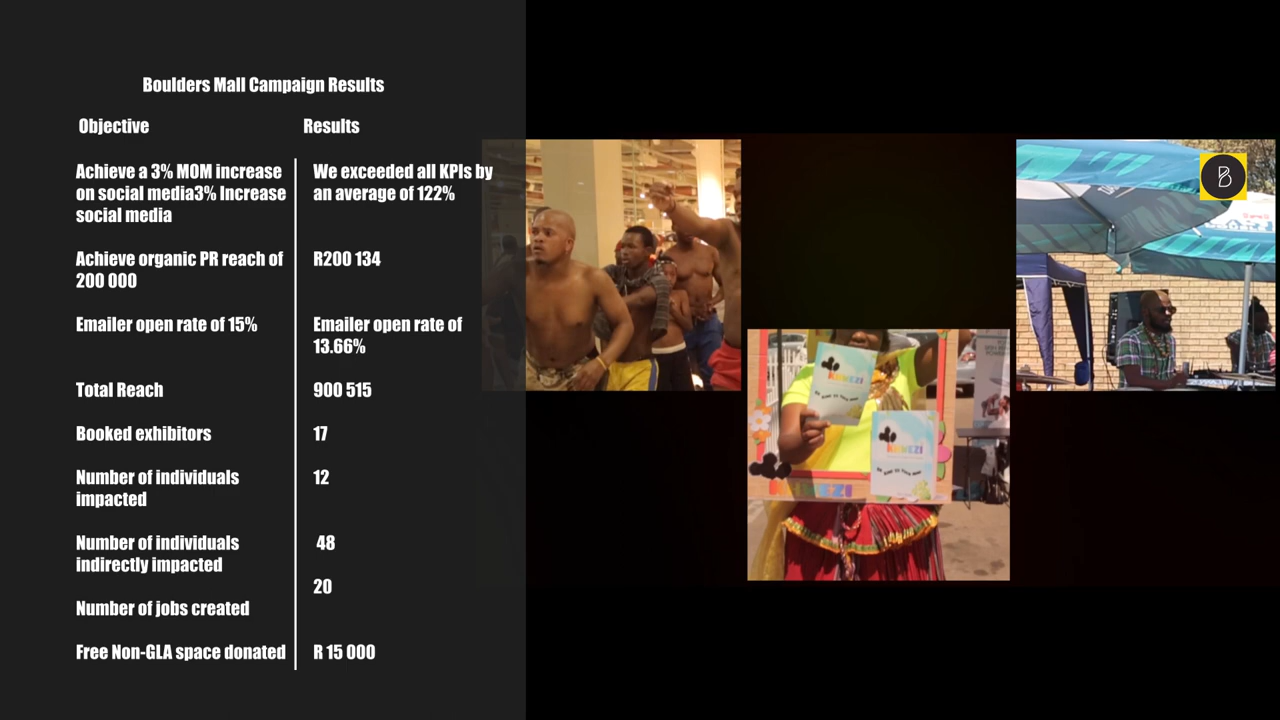 Boulders Mall Campaign Results
Objective Results
Achieve a 3% MOM increase We exceeded all KPIs by
on social media3% Increase an average of 122%
social media
Achieve organic PR reach of R200 134
200 000
Emailer open rate of 15% Emailer open rate of
13.66%
Total Reach 900 515
Booked exhibitors 17
Number of individuals 12
impacted
Number of individuals 48
indirectly impacted
20
Number of jobs created
Free Non-GLA space donated R 15 000
B